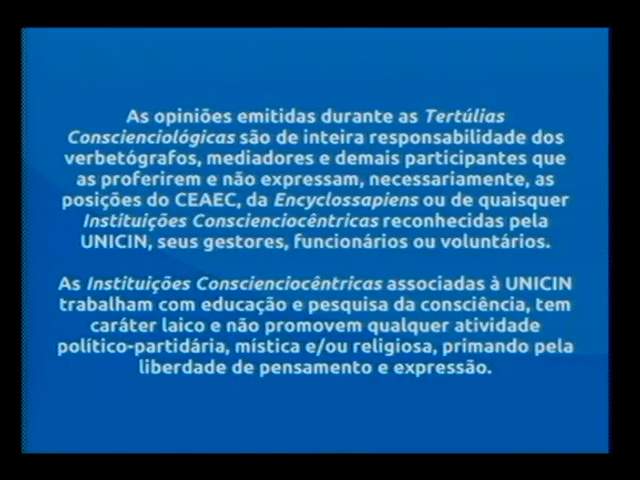 As opiniões emitidas durante as Tertúlias
Conscienciológicas são de inteira responsabilidade dos
verbetógrafos, mediadores e demais participantes que
as proferirem e não expressam, necessariamente, as
posições do CEAEC, da Encyclossapiens ou de quaisquer
Instituições Conscienciocêntricas reconhecidas pela
UNICIN, seus gestores, funcionários ou voluntários.
As Instituições Conscienciocêntricas associadas à UNICIN
trabalham com educação e pesquisa da consciência, tem
caráter laico e não promovem qualquer atividade
político-partidária, mística e/ou religiosa, primando pela
liberdade de pensamento e expressão.